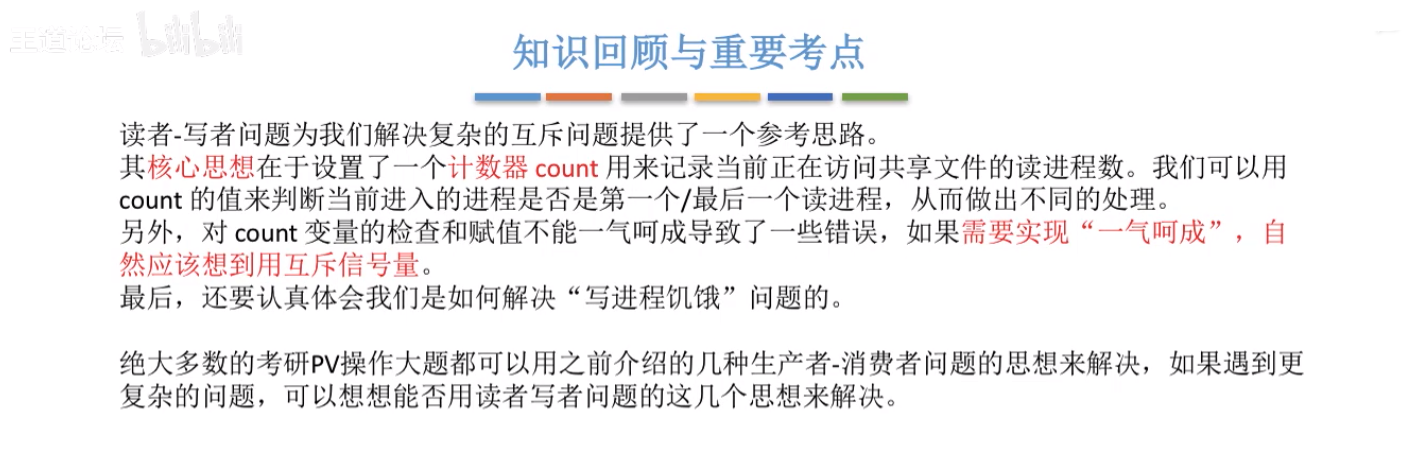 王道论坛 bilibili
知识回顾与重要考点
读者-写者问题为我们解决复杂的互斥问题提供了一个参考思路。
其核心思想在于设置了一个计数器 count 用来记录当前正在访问共享文件的读进程数。我们可以用
count 的值来判断当前进入的进程是否是第一个/最后一个读进程，从而做出不同的处理。
另外，对 count 变量的检查和赋值不能一气呵成导致了一些错误，如果需要实现“一气呵成”，自
然应该想到用互斥信号量。
最后，还要认真体会我们是如何解决“写进程饥饿”问题的。
绝大多数的考研PV操作大题都可以用之前介绍的几种生产者-消费者问题的思想来解决，如果遇到更
复杂的问题，可以想想能否用读者写者问题的这几个思想来解决。